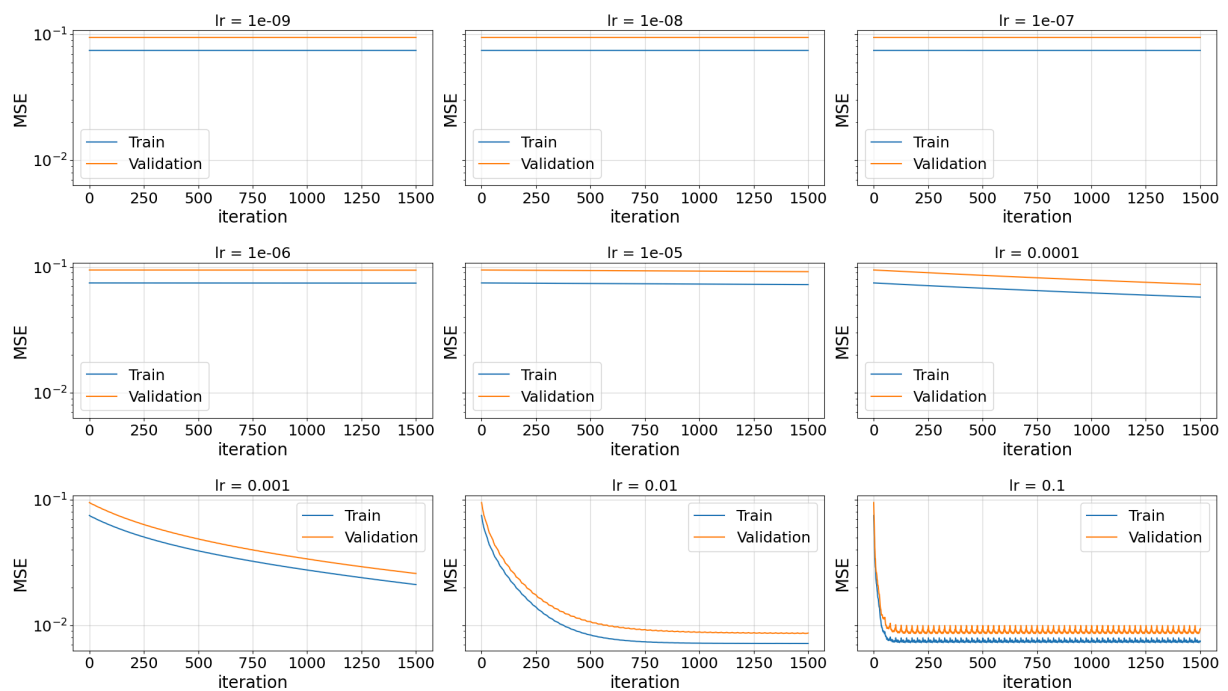 lr = 1e-09
lr = 1e-08
lr = 1e-07
10⁻¹
10⁻²
MSE
MSE
MSE
Train
Validation
Train
Validation
Train
Validation
0 250 500 750 1000 1250 1500
0 250 500 750 1000 1250 1500
0 250 500 750 1000 1250 1500
iteration
iteration
iteration
lr = 1e-06
lr = 1e-05
lr = 0.0001
10⁻¹
10⁻²
MSE
MSE
MSE
Train
Validation
Train
Validation
Train
Validation
0 250 500 750 1000 1250 1500
0 250 500 750 1000 1250 1500
0 250 500 750 1000 1250 1500
iteration
iteration
iteration
lr = 0.001
lr = 0.01
lr = 0.1
10⁻¹
10⁻²
MSE
MSE
MSE
Train
Validation
Train
Validation
Train
Validation
0 250 500 750 1000 1250 1500
0 250 500 750 1000 1250 1500
0 250 500 750 1000 1250 1500
iteration
iteration
iteration